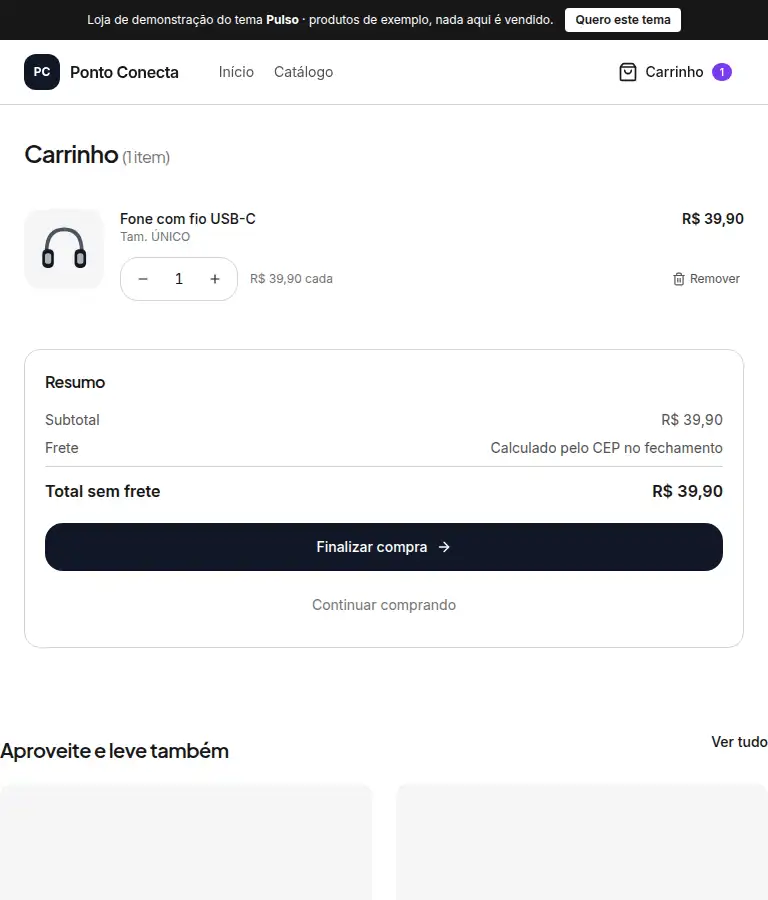 Loja de demonstração do tema Pulso · produtos de exemplo, nada aqui é vendido. Quero este tema
PC Ponto Conecta Início Catálogo Carrinho 1
Carrinho (1 item)
Fone com fio USB-C R$ 39,90
Tam. ÚNICO
− 1 + R$ 39,90 cada Remover
Resumo
Subtotal R$ 39,90
Frete Calculado pelo CEP no fechamento
Total sem frete R$ 39,90
Finalizar compra →
Continuar comprando
Aproveite e leve também Ver tudo